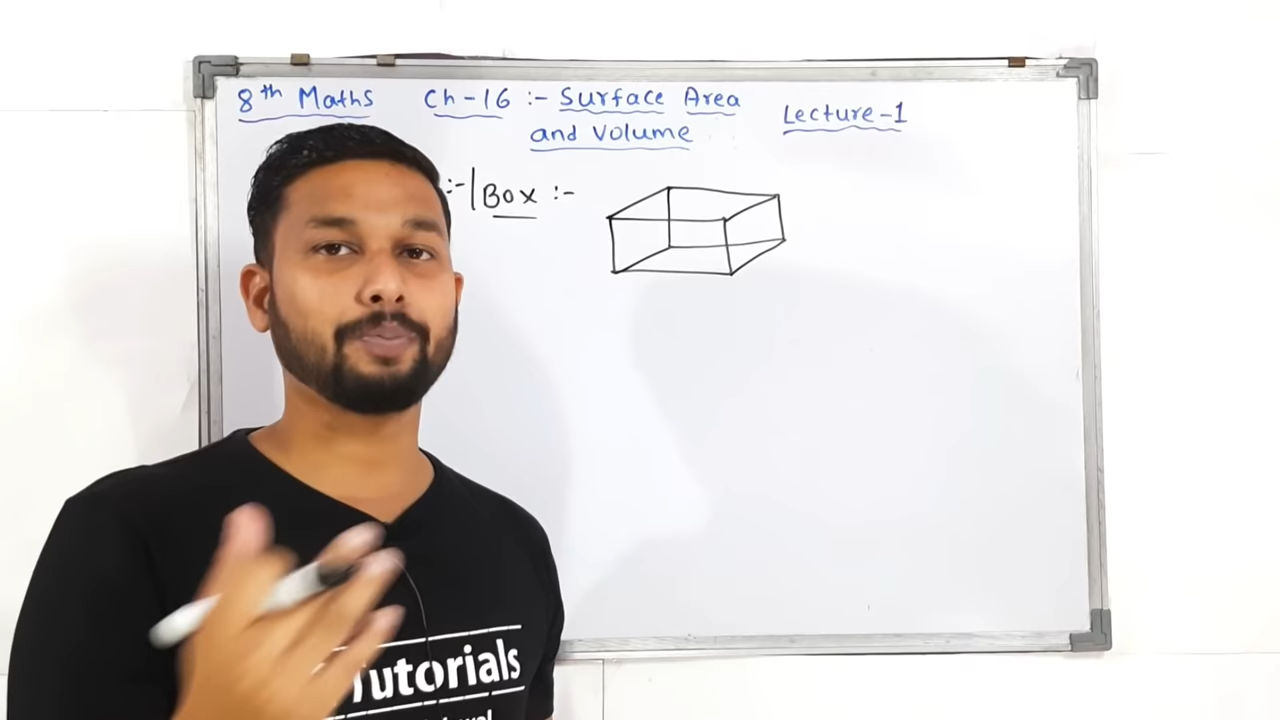 8th Maths Ch-16 :- Surface Area and Volume Lecture-1
:-|Box :-
Tutorials